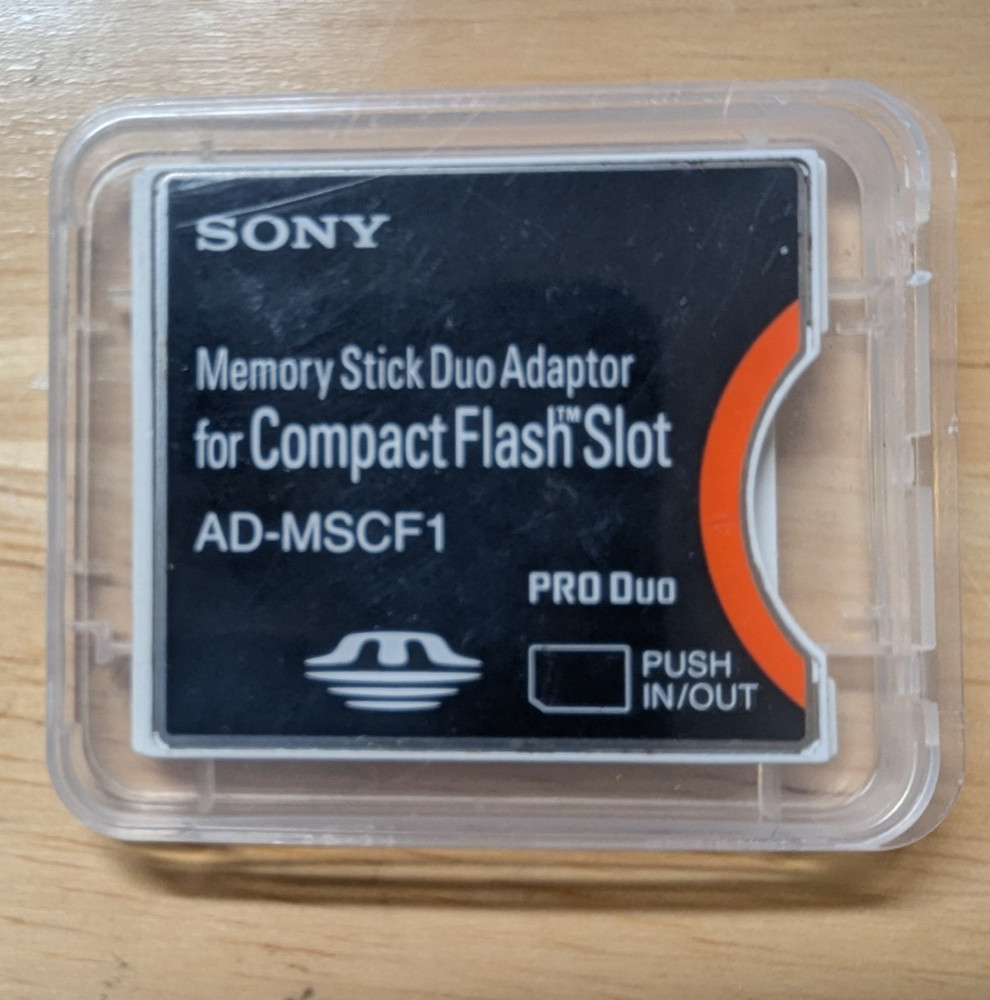 SONY
Memory Stick Duo Adaptor
for Compact Flash™ Slot
AD-MSCF1
PRO Duo
PUSH
IN/OUT